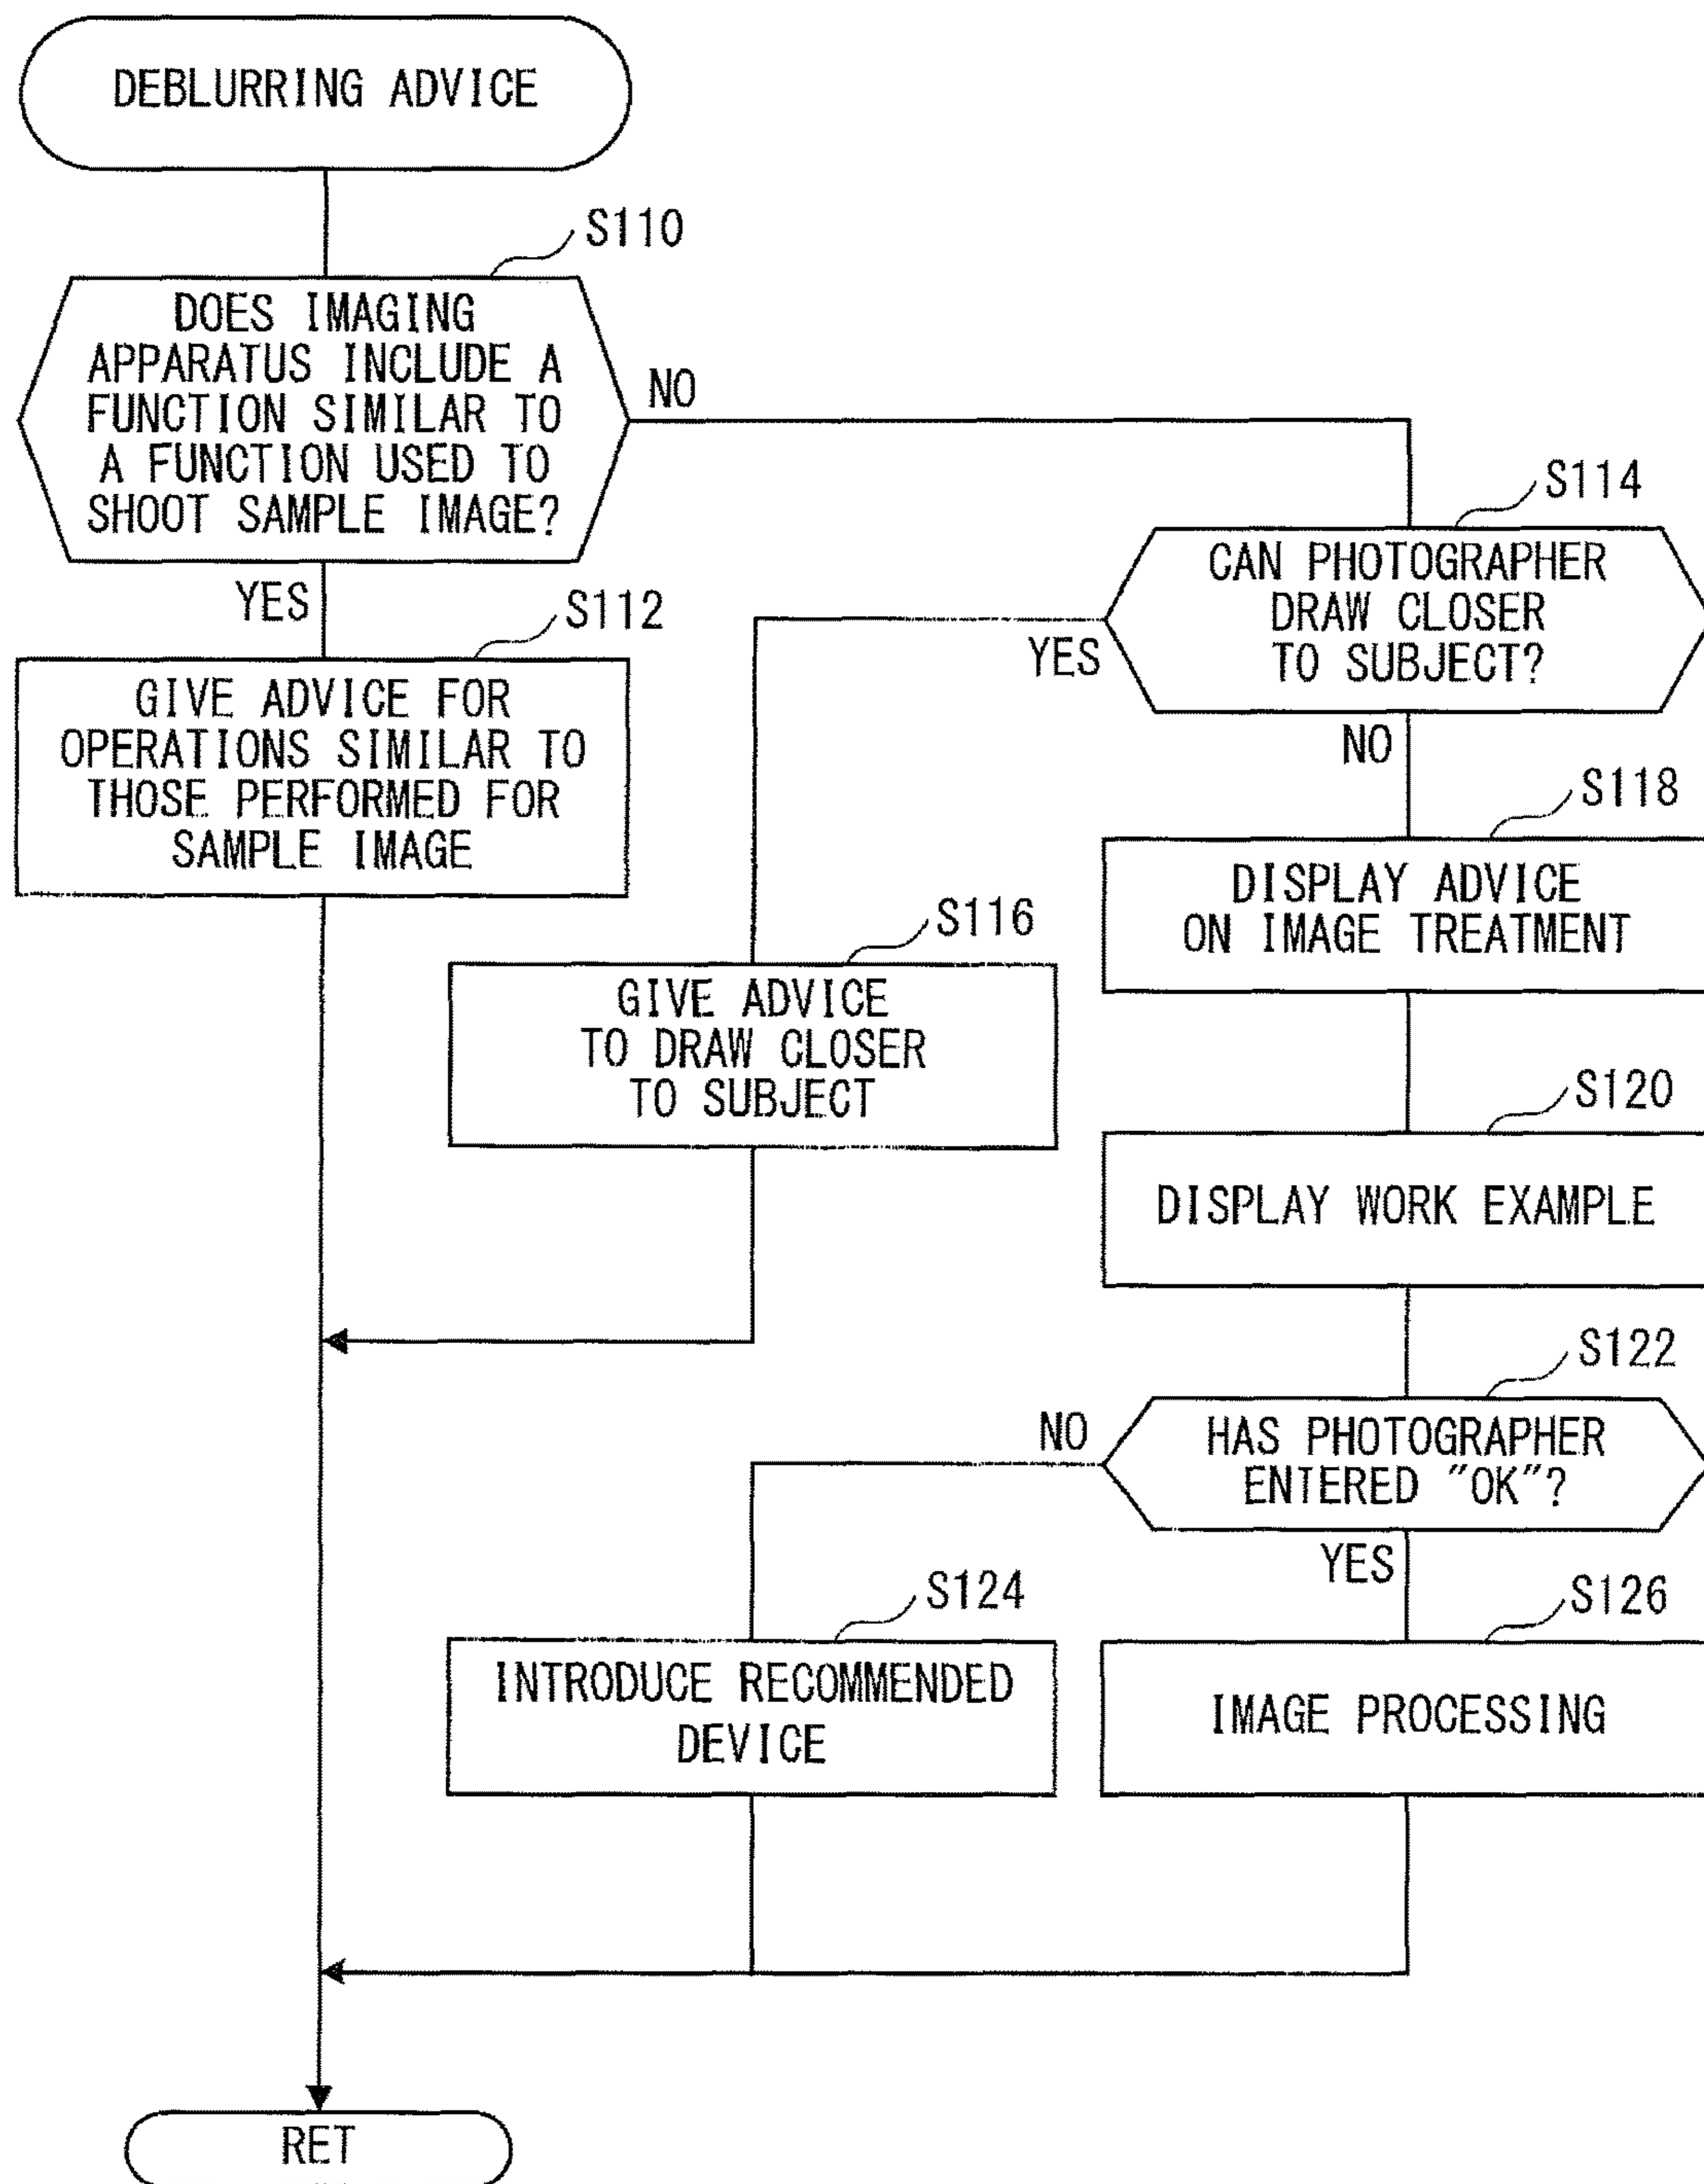 DEBLURRING ADVICE
S110
DOES IMAGING
APPARATUS INCLUDE A
FUNCTION SIMILAR TO
A FUNCTION USED TO
SHOOT SAMPLE IMAGE?
NO
YES
S112
GIVE ADVICE FOR
OPERATIONS SIMILAR TO
THOSE PERFORMED FOR
SAMPLE IMAGE
S114
CAN PHOTOGRAPHER
DRAW CLOSER
TO SUBJECT?
YES
NO
S116
GIVE ADVICE
TO DRAW CLOSER
TO SUBJECT
S118
DISPLAY ADVICE
ON IMAGE TREATMENT
S120
DISPLAY WORK EXAMPLE
S122
HAS PHOTOGRAPHER
ENTERED "OK"?
NO
YES
S124
INTRODUCE RECOMMENDED
DEVICE
S126
IMAGE PROCESSING
RET